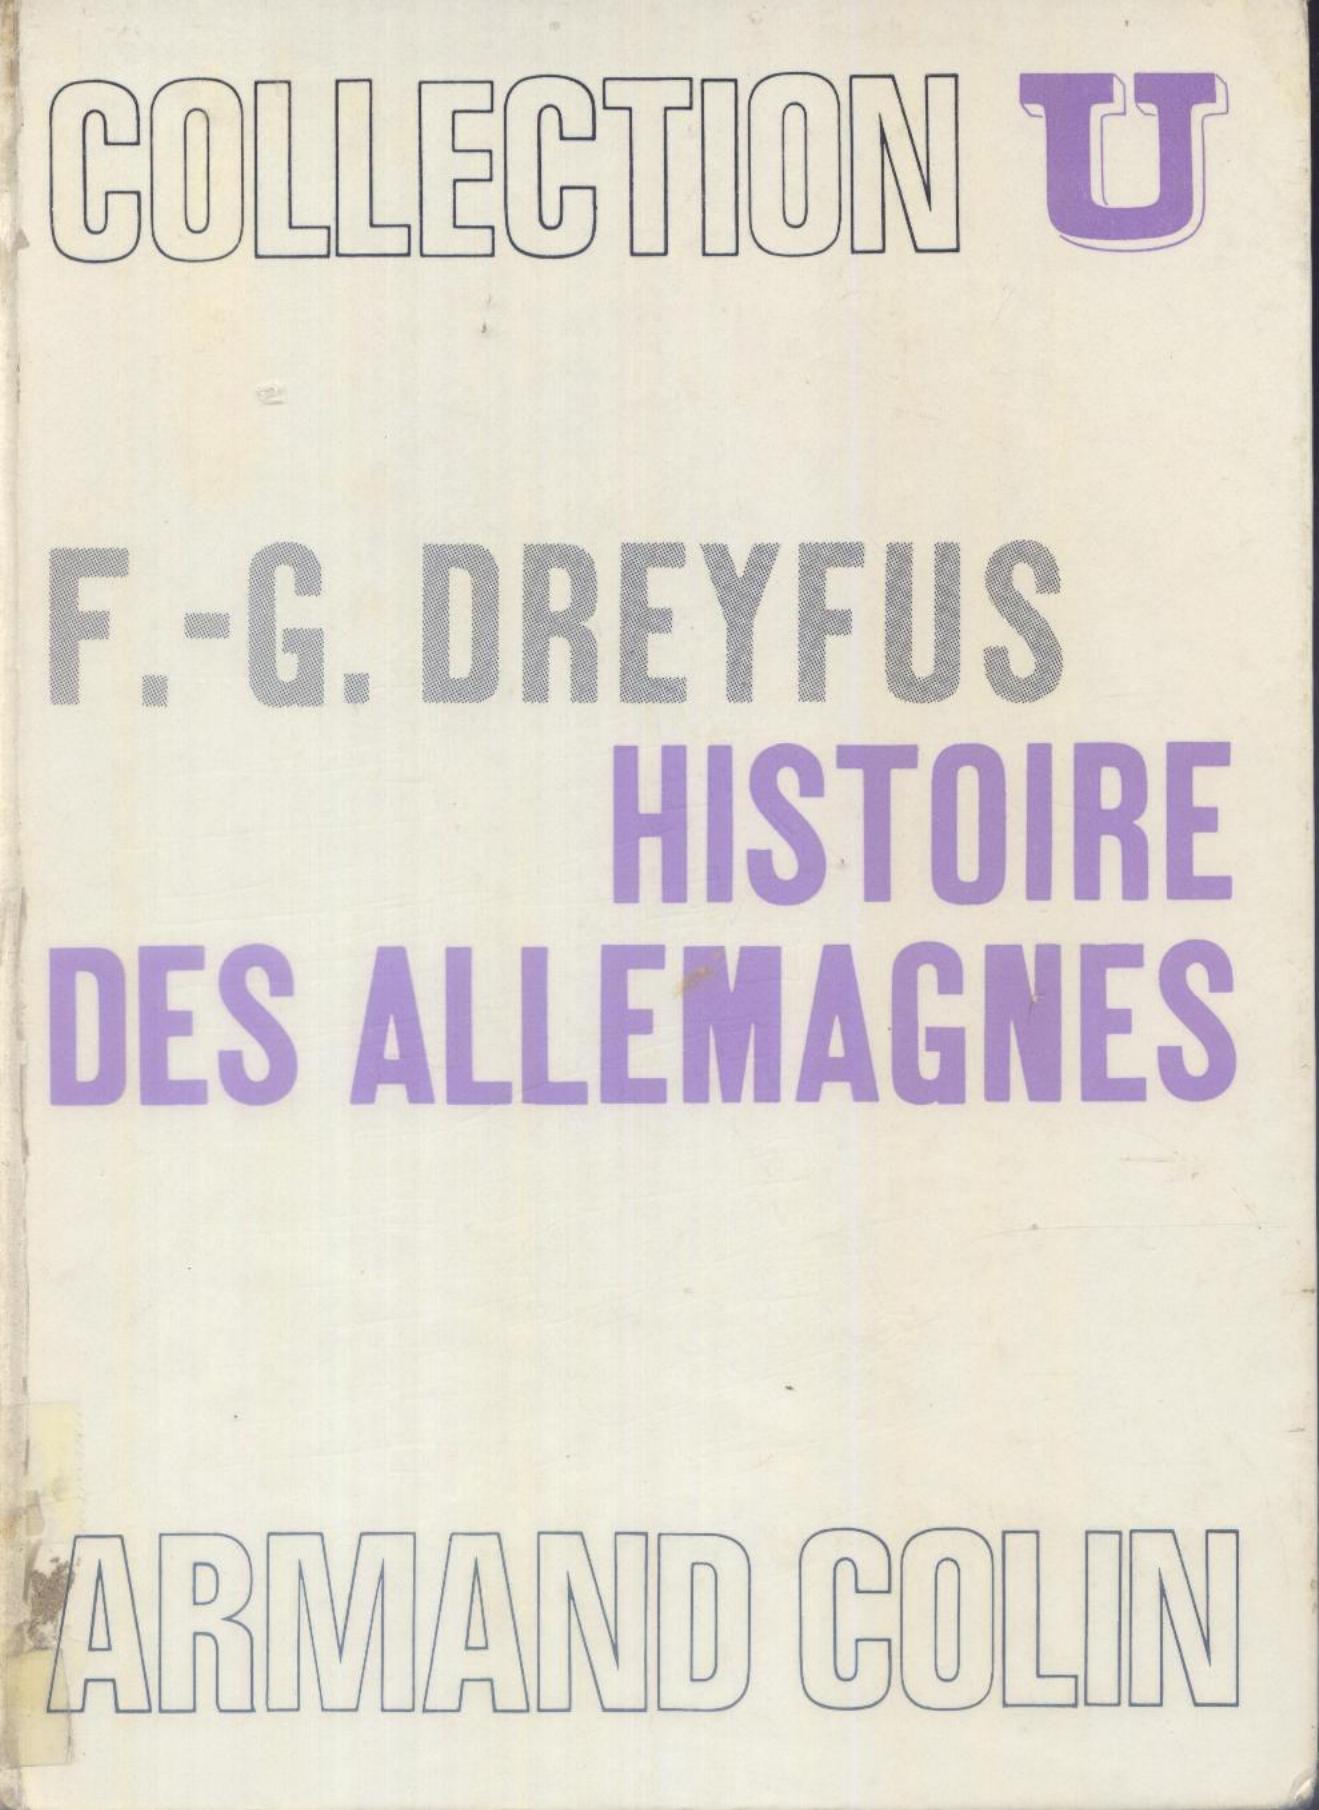 COLLECTION U
F.-G. DREYFUS
HISTOIRE
DES ALLEMAGNES
ARMAND COLIN